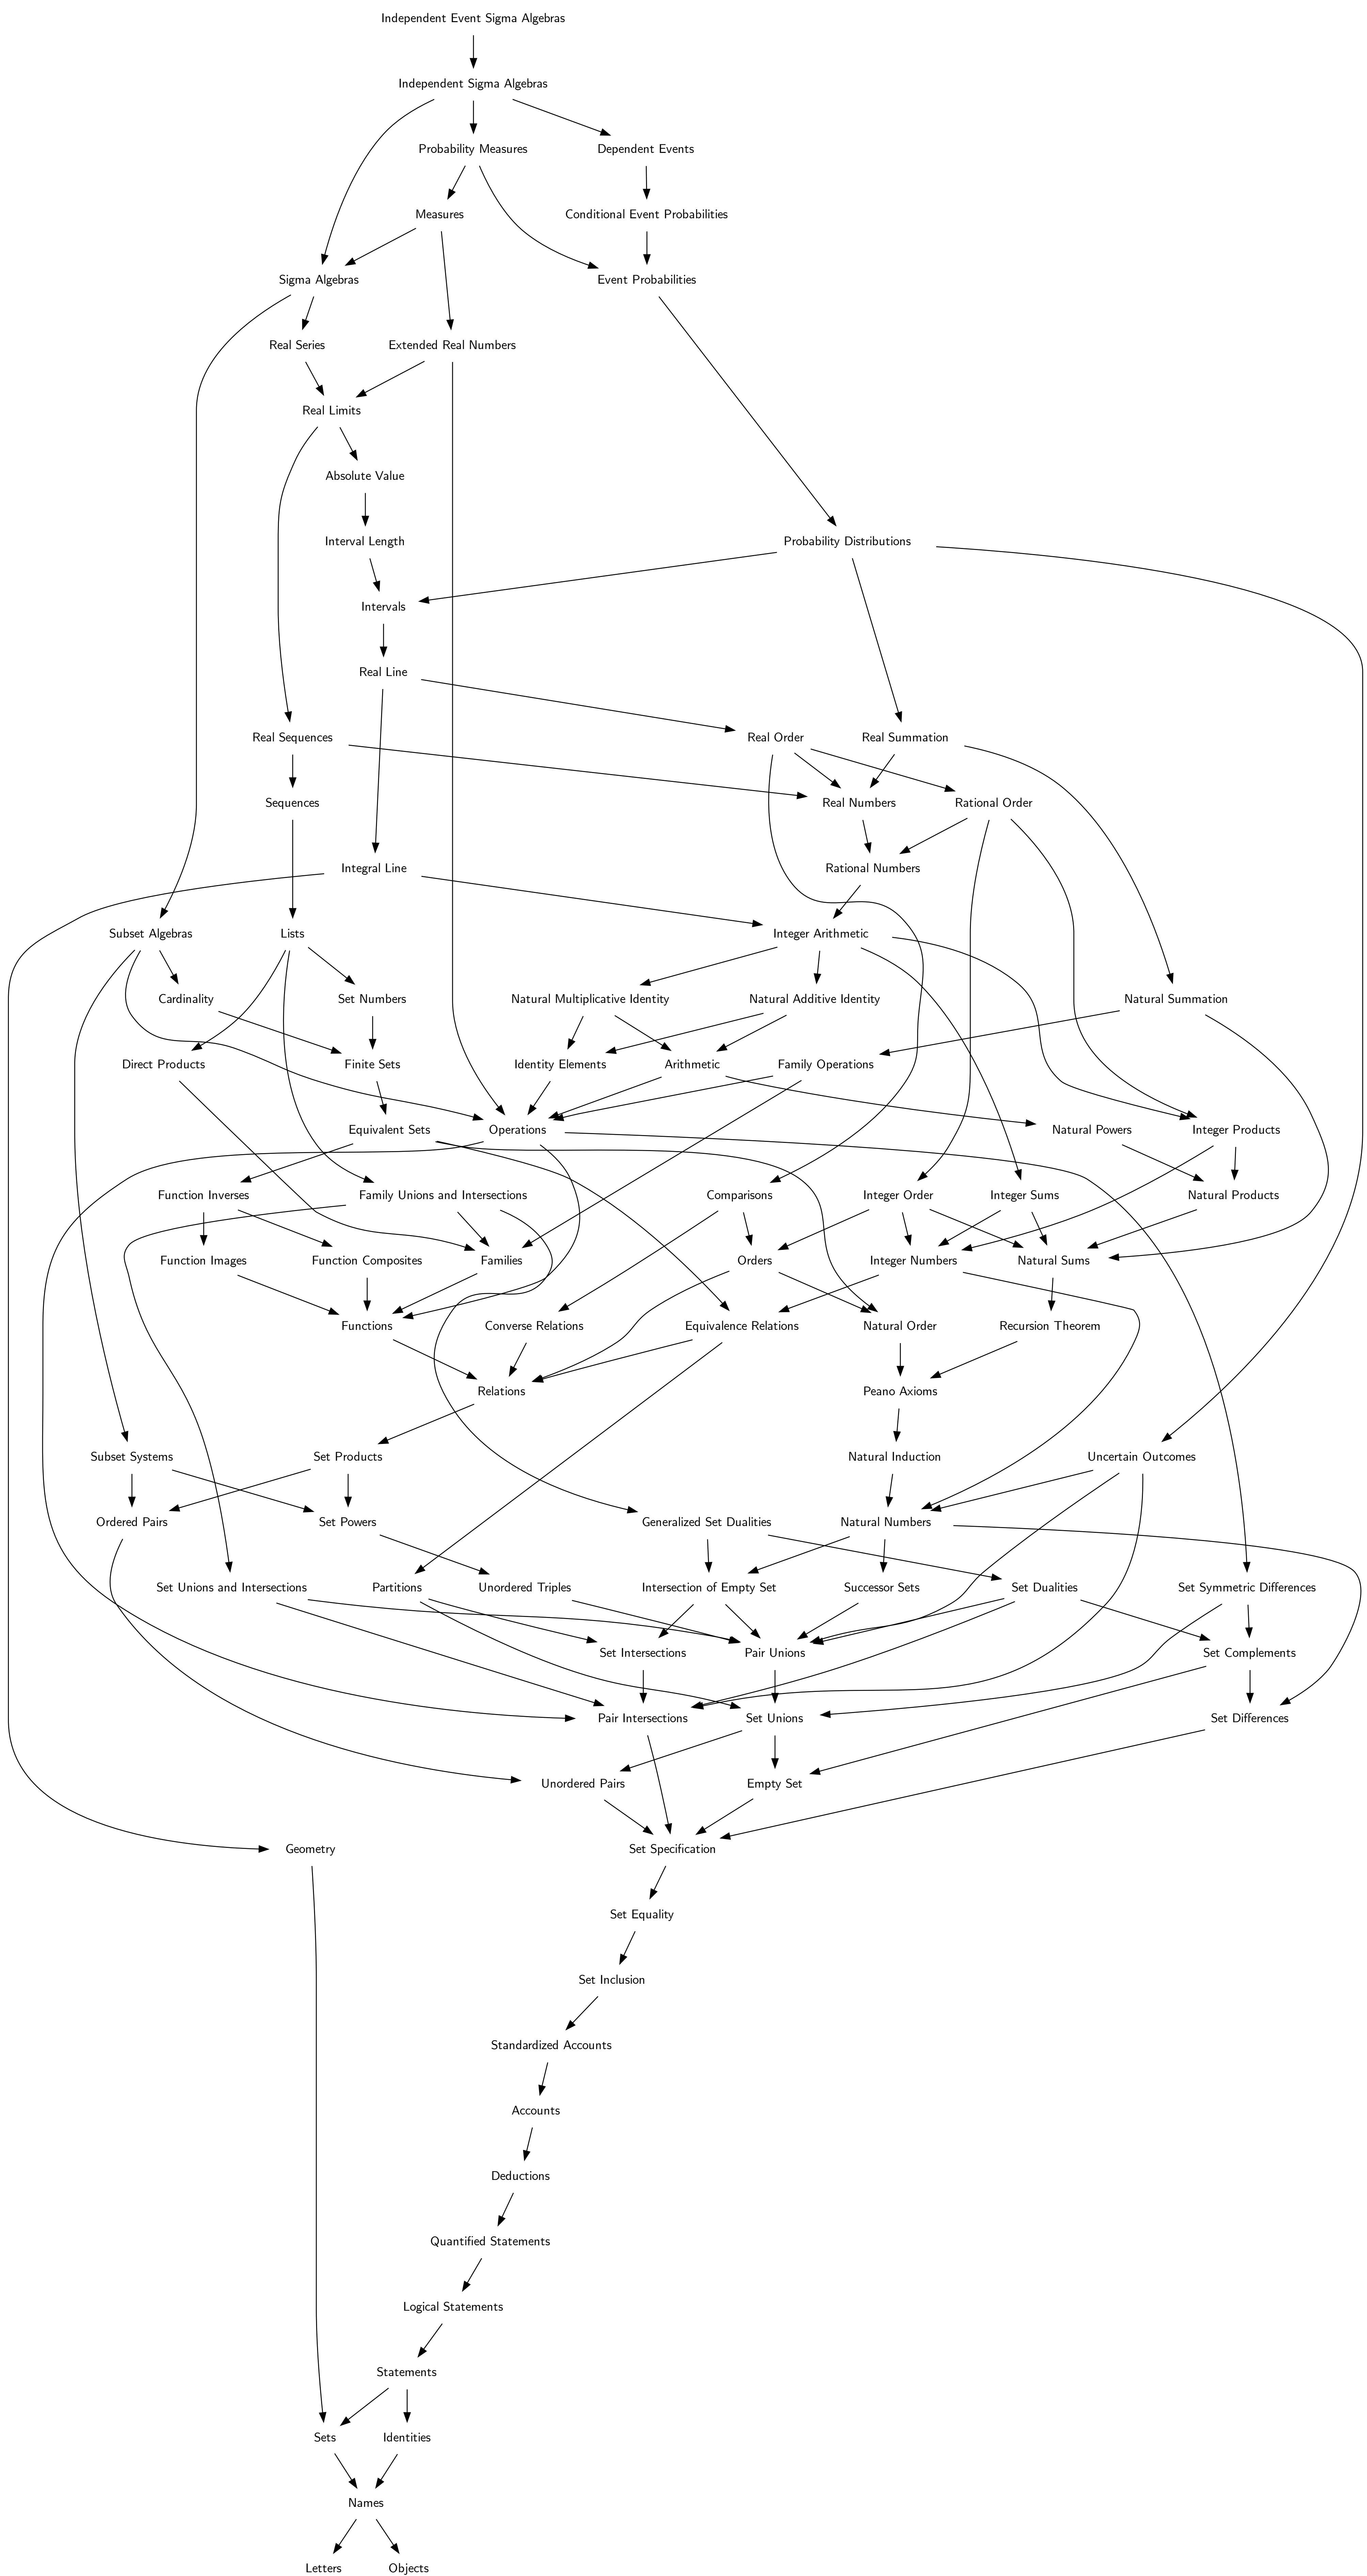 Independent Event Sigma Algebras
Independent Sigma Algebras
Probability Measures
Dependent Events
Measures
Conditional Event Probabilities
Sigma Algebras
Event Probabilities
Real Series
Extended Real Numbers
Real Limits
Absolute Value
Interval Length
Probability Distributions
Intervals
Real Line
Real Sequences
Real Order
Real Summation
Sequences
Real Numbers
Rational Order
Integral Line
Rational Numbers
Subset Algebras
Lists
Integer Arithmetic
Cardinality
Set Numbers
Natural Multiplicative Identity
Natural Additive Identity
Natural Summation
Direct Products
Finite Sets
Identity Elements
Arithmetic
Family Operations
Equivalent Sets
Operations
Natural Powers
Integer Products
Function Inverses
Family Unions and Intersections
Comparisons
Integer Order
Integer Sums
Natural Products
Function Images
Function Composites
Families
Orders
Integer Numbers
Natural Sums
Functions
Converse Relations
Equivalence Relations
Natural Order
Recursion Theorem
Relations
Peano Axioms
Subset Systems
Set Products
Natural Induction
Uncertain Outcomes
Ordered Pairs
Set Powers
Generalized Set Dualities
Natural Numbers
Set Unions and Intersections
Partitions
Unordered Triples
Intersection of Empty Set
Successor Sets
Set Dualities
Set Symmetric Differences
Set Intersections
Pair Unions
Set Complements
Pair Intersections
Set Unions
Set Differences
Unordered Pairs
Empty Set
Geometry
Set Specification
Set Equality
Set Inclusion
Standardized Accounts
Accounts
Deductions
Quantified Statements
Logical Statements
Statements
Sets
Identities
Names
Letters
Objects